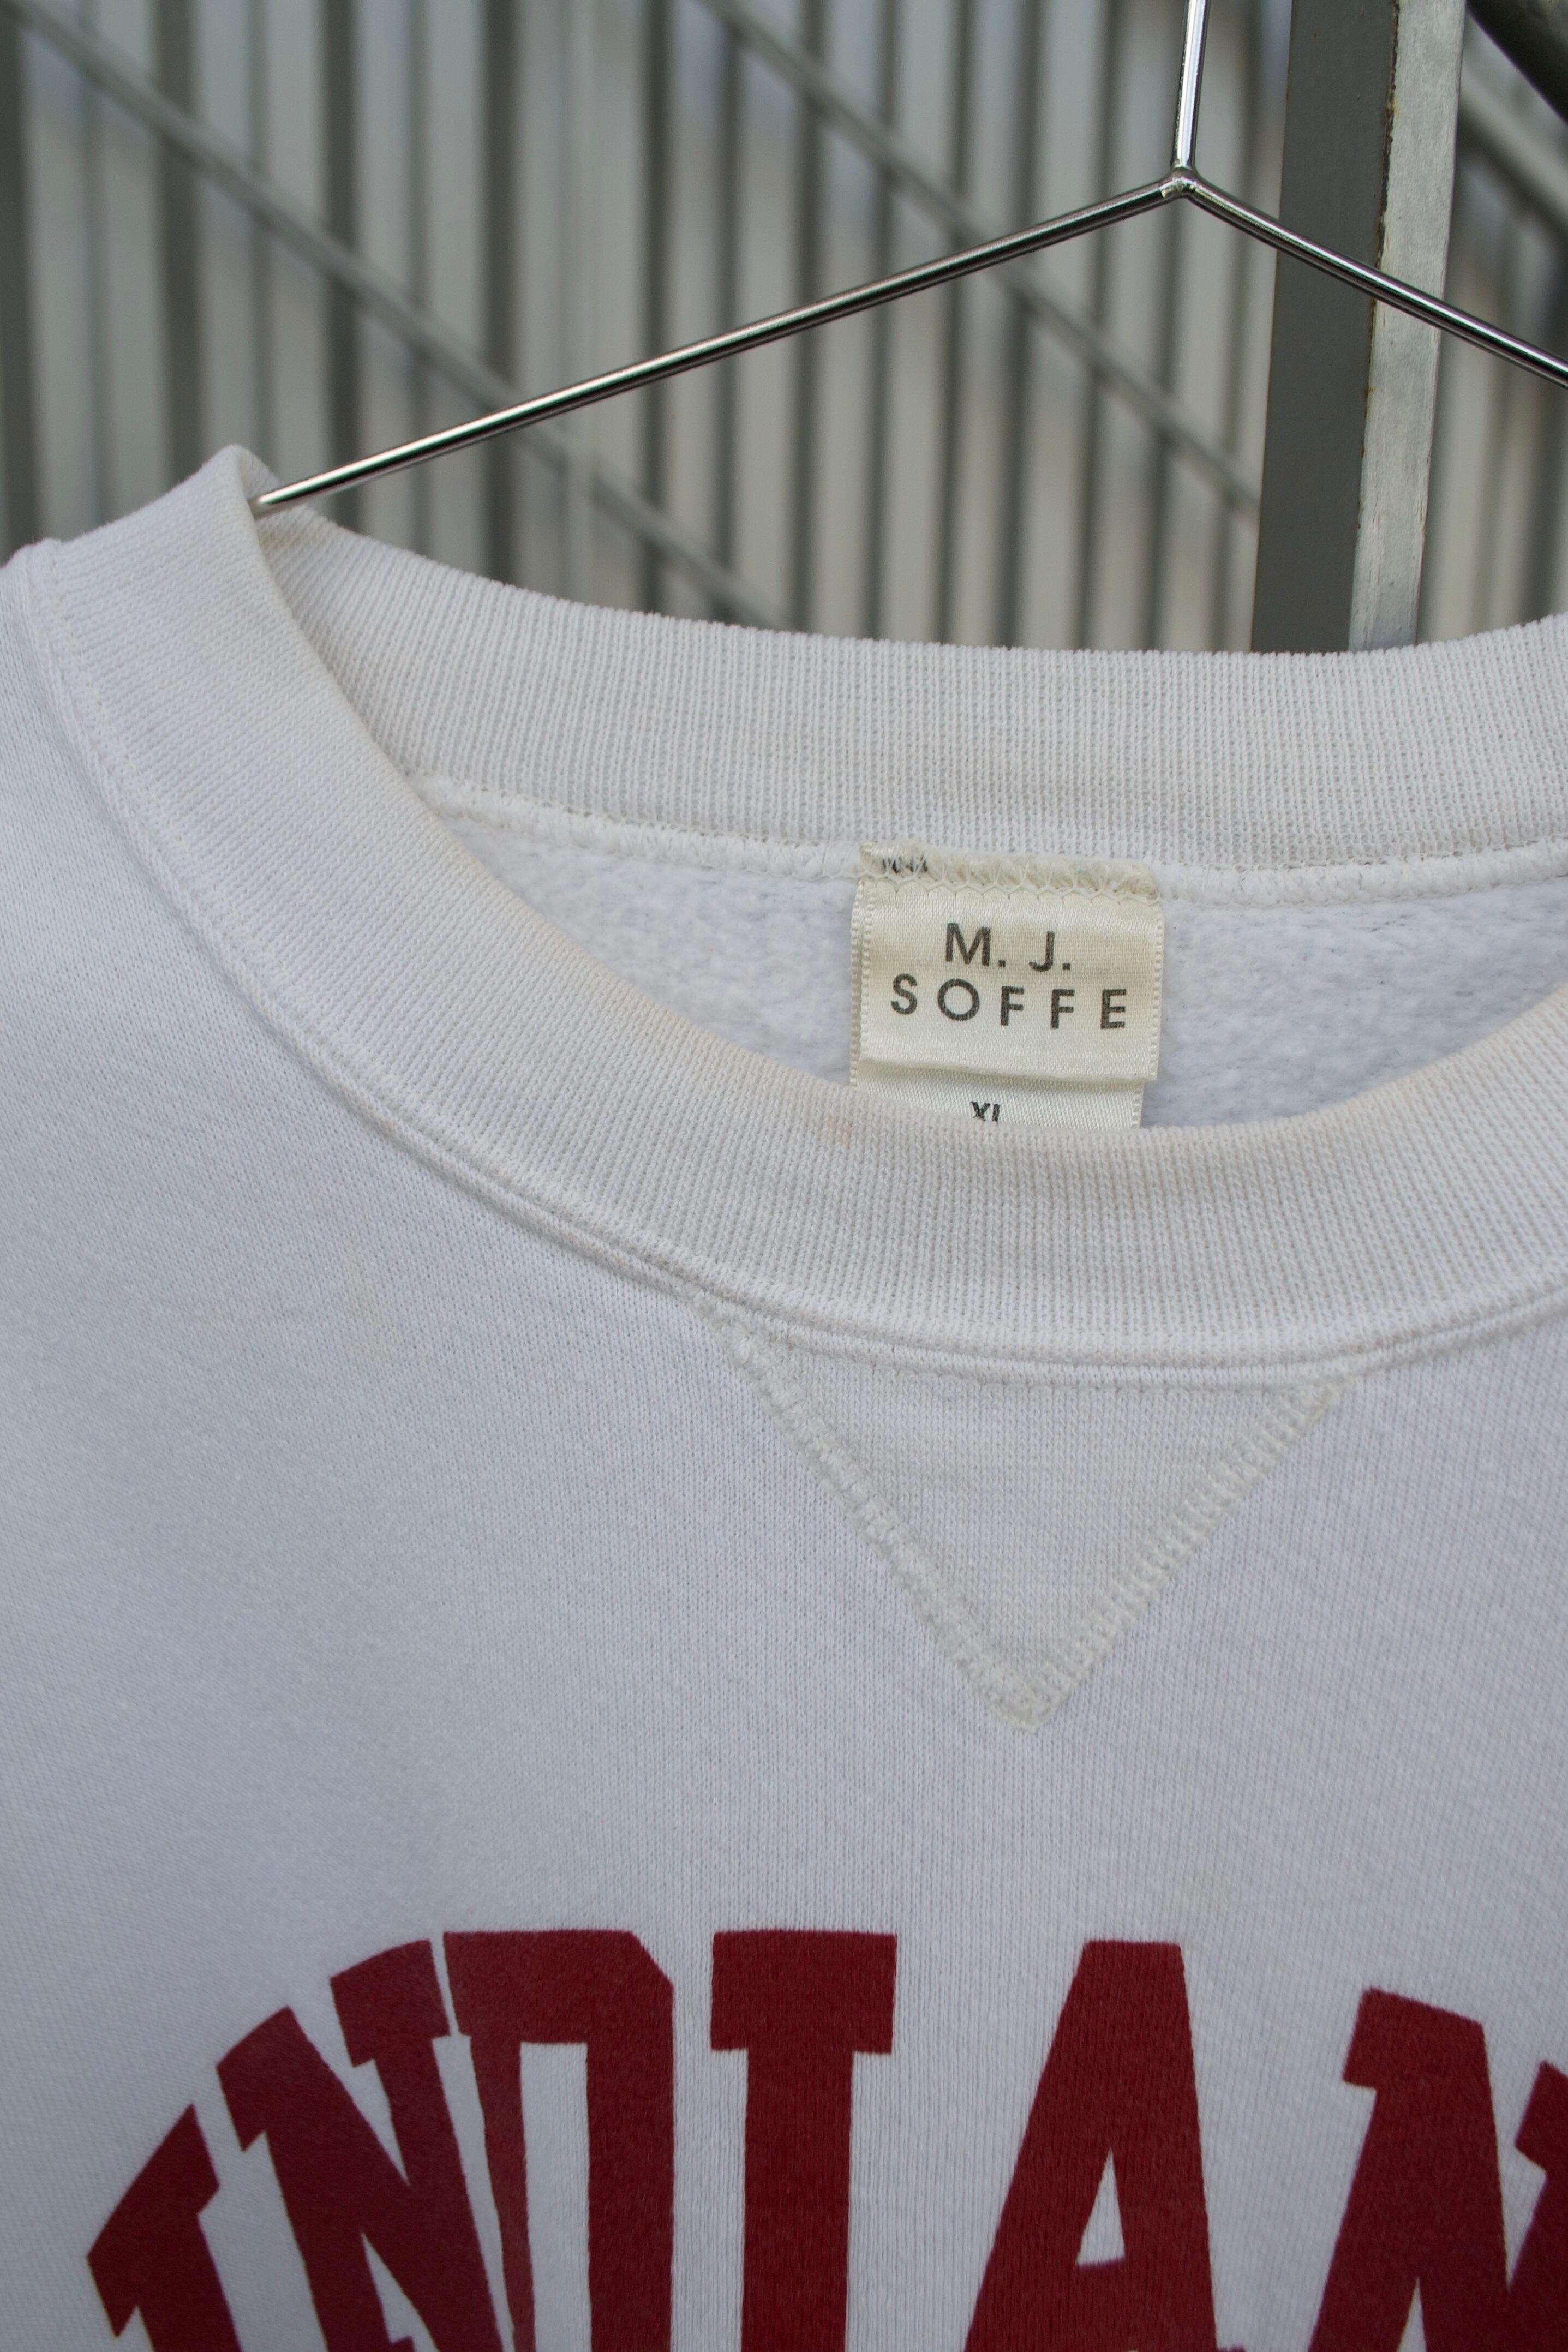 M. J.
SOFFE
XL
INDIAN